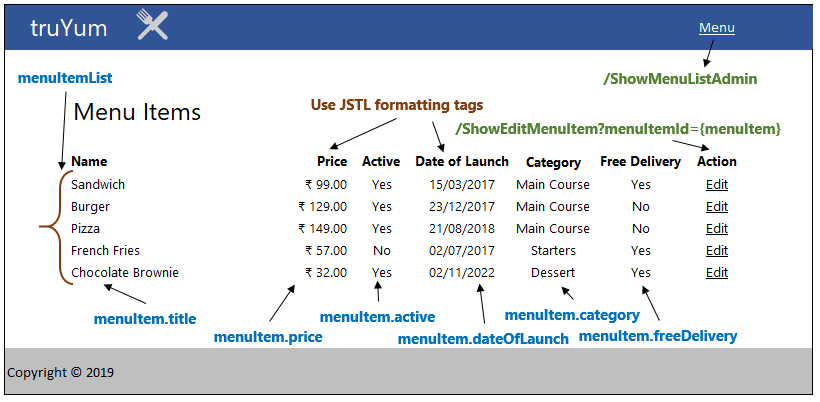 truYum Menu
menuItemList /ShowMenuListAdmin
Menu Items Use JSTL formatting tags
/ShowEditMenuItem?menuItemId={menuItem}
Name Price Active Date of Launch Category Free Delivery Action
Sandwich ₹ 99.00 Yes 15/03/2017 Main Course Yes Edit
Burger ₹ 129.00 Yes 23/12/2017 Main Course No Edit
Pizza ₹ 149.00 Yes 21/08/2018 Main Course No Edit
French Fries ₹ 57.00 No 02/07/2017 Starters Yes Edit
Chocolate Brownie ₹ 32.00 Yes 02/11/2022 Dessert Yes Edit
menuItem.title menuItem.active menuItem.category
menuItem.price menuItem.dateOfLaunch menuItem.freeDelivery
Copyright © 2019